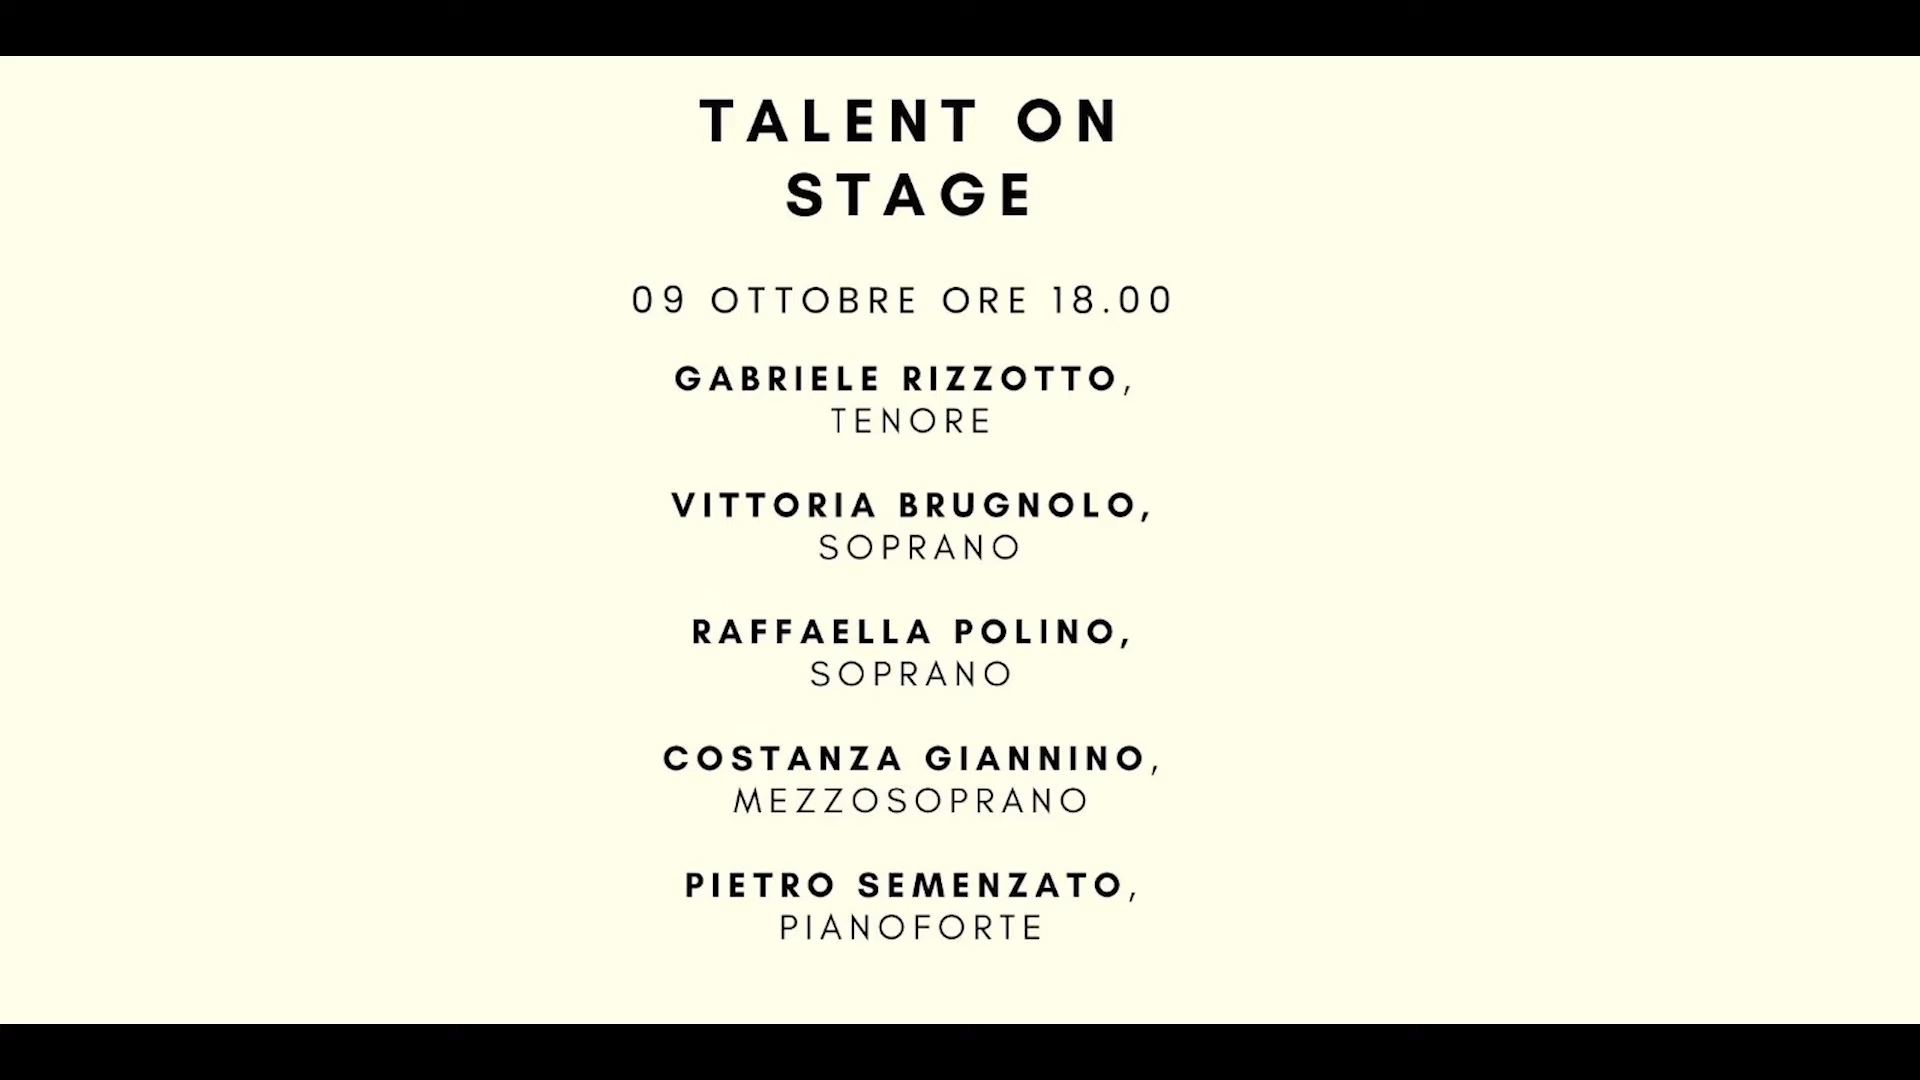 TALENT ON
STAGE
09 OTTOBRE ORE 18.00
GABRIELE RIZZOTTO,
TENORE
VITTORIA BRUGNOLO,
SOPRANO
RAFFAELLA POLINO,
SOPRANO
COSTANZA GIANNINO,
MEZZOSOPRANO
PIETRO SEMENZATO,
PIANOFORTE